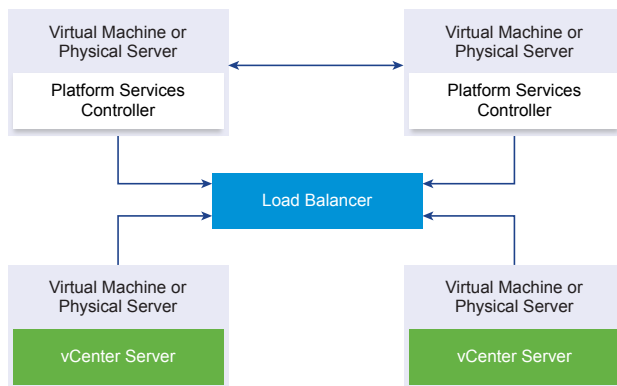 Virtual Machine or
Physical Server
Platform Services
Controller
Virtual Machine or
Physical Server
Platform Services
Controller
Load Balancer
Virtual Machine or
Physical Server
vCenter Server
Virtual Machine or
Physical Server
vCenter Server